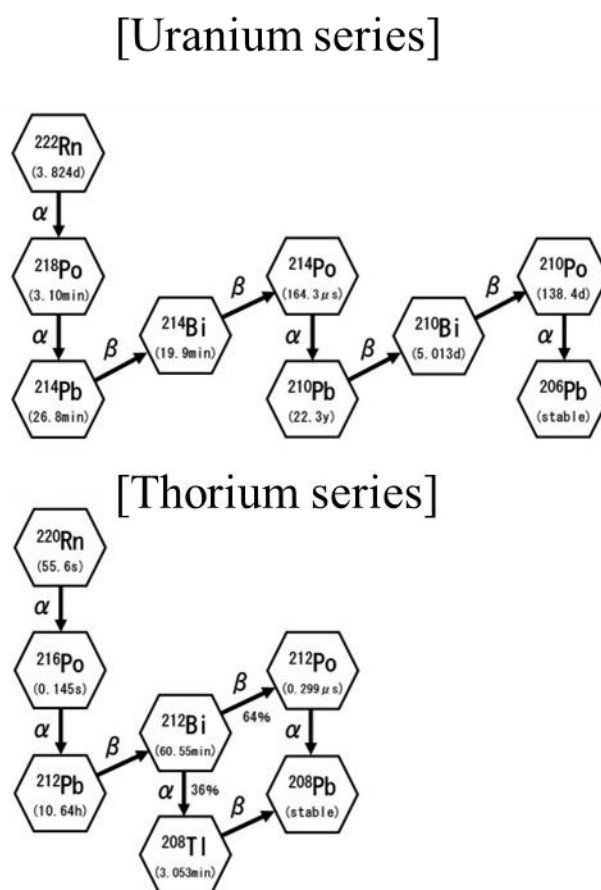 [Uranium series]
²²²Rn
(3.824d)
α
²¹⁸Po
(3.10min)
α
²¹⁴Pb
(26.8min)
β
²¹⁴Bi
(19.9min)
β
²¹⁴Po
(164.3μs)
α
²¹⁰Pb
(22.3y)
β
²¹⁰Bi
(5.013d)
β
²¹⁰Po
(138.4d)
α
²⁰⁶Pb
(stable)
[Thorium series]
²²⁰Rn
(55.6s)
α
²¹⁶Po
(0.145s)
α
²¹²Pb
(10.64h)
β
²¹²Bi
(60.55min)
β
64%
²¹²Po
(0.299μs)
α
α
36%
²⁰⁸Tl
(3.053min)
β
²⁰⁸Pb
(stable)